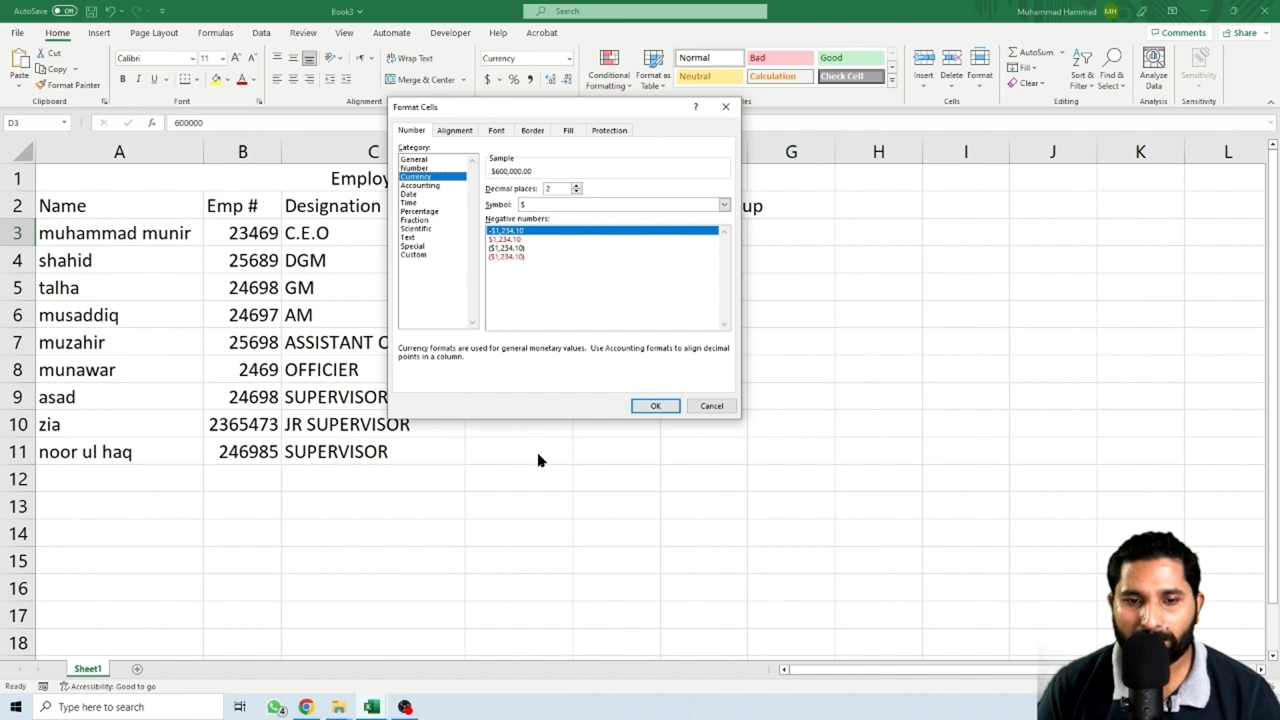 AutoSave Off Book3 Search Muhammad Hammad MH
File Home Insert Page Layout Formulas Data Review View Automate Developer Help Acrobat Comments Share
Paste Cut Copy Format Painter
Calibri 11
B I U A A A
Wrap Text
Merge & Center
Currency
$ % ,
Conditional Formatting Format as Table
Normal Bad Good
Neutral Calculation Check Cell
Insert Delete Format
AutoSum Fill Clear
Sort & Filter Find & Select
Analyze Data Sensitivity
Clipboard Font Alignment Cells Editing Analysis Sensitivity
D3 fx 600000
Format Cells ?
Number Alignment Font Border Fill Protection
Category:
General
Number
Currency
Accounting
Date
Time
Percentage
Fraction
Scientific
Text
Special
Custom
Sample
$600,000.00
Decimal places: 2
Symbol: $
Negative numbers:
-$1,234.10
$1,234.10
($1,234.10)
($1,234.10)
Currency formats are used for general monetary values. Use Accounting formats to align decimal
points in a column.
OK Cancel
A B C G H I J K L
1 Employ
2 Name Emp # Designation up
3 muhammad munir 23469 C.E.O
4 shahid 25689 DGM
5 talha 24698 GM
6 musaddiq 24697 AM
7 muzahir 25698 ASSISTANT
8 munawar 2469 OFFICIER
9 asad 24698 SUPERVISOR
10 zia 2365473 JR SUPERVISOR
11 noor ul haq 246985 SUPERVISOR
12
13
14
15
16
17
18
Sheet1
Ready Accessibility: Good to go
Type here to search 4